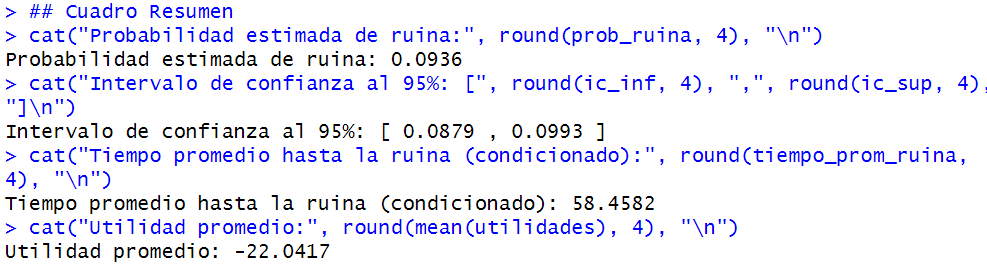 > ## Cuadro Resumen
> cat("Probabilidad estimada de ruina:", round(prob_ruina, 4), "\n")
Probabilidad estimada de ruina: 0.0936
> cat("Intervalo de confianza al 95%: [", round(ic_inf, 4), ",", round(ic_sup, 4),
"]\n")
Intervalo de confianza al 95%: [ 0.0879 , 0.0993 ]
> cat("Tiempo promedio hasta la ruina (condicionado):", round(tiempo_prom_ruina,
4), "\n")
Tiempo promedio hasta la ruina (condicionado): 58.4582
> cat("Utilidad promedio:", round(mean(utilidades), 4), "\n")
Utilidad promedio: -22.0417